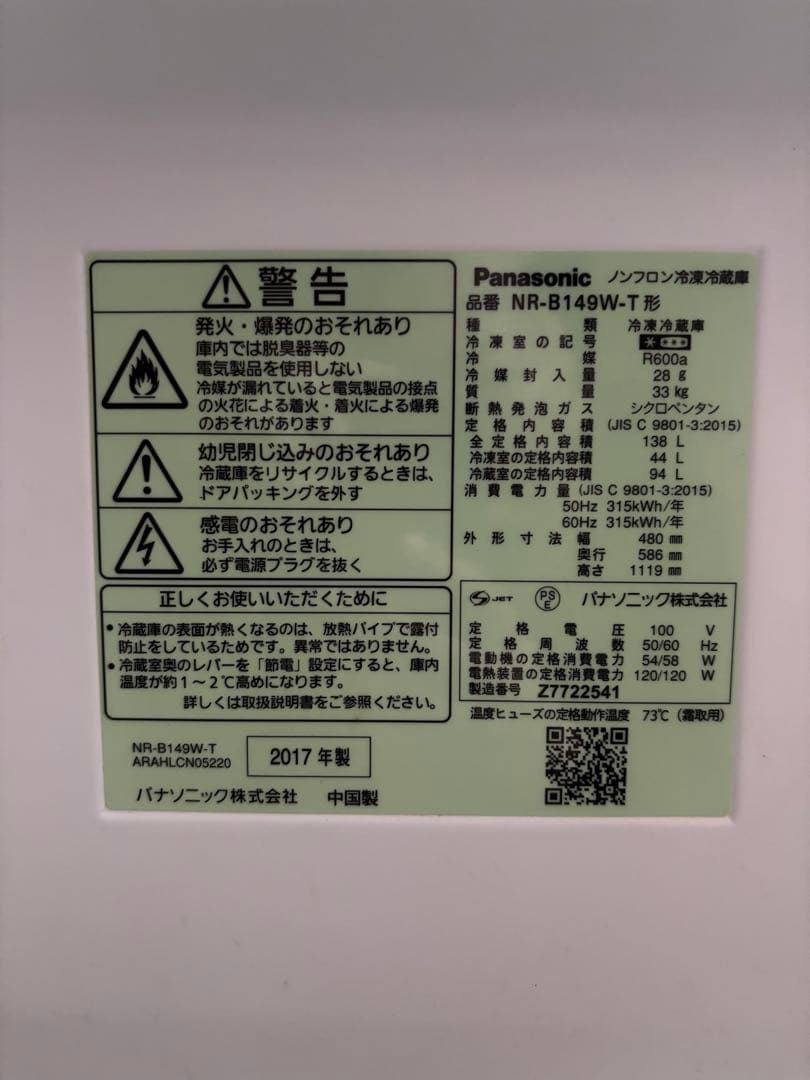 警告
発火・爆発のおそれあり
庫内では脱臭器等の
電気製品を使用しない
冷媒が漏れていると電気製品の接点
の火花による着火・着火による爆発
のおそれがあります
幼児閉じ込みのおそれあり
冷蔵庫をリサイクルするときは、
ドアパッキングを外す
感電のおそれあり
お手入れのときは、
必ず電源プラグを抜く
正しくお使いいただくために
•冷蔵庫の表面が熱くなるのは、放熱パイプで露付
防止をしているためです。異常ではありません。
•冷蔵室奥のレバーを「節電」設定にすると、庫内
温度が約1～2℃高めになります。
詳しくは取扱説明書をご参照ください。
NR-B149W-T
ARAHLCN05220
2017年製
パナソニック株式会社 中国製
Panasonic ノンフロン冷凍冷蔵庫
品番 NR-B149W-T形
種類 冷凍冷蔵庫
冷凍室の記号
冷媒 R600a
冷媒封入量 28 g
質量 33 kg
断熱発泡ガス シクロペンタン
定格内容積 (JIS C 9801-3:2015)
全定格内容積 138 L
冷凍室の定格内容積 44 L
冷蔵室の定格内容積 94 L
消費電力量 (JIS C 9801-3:2015)
50Hz 315kWh/年
60Hz 315kWh/年
外形寸法 幅 480 mm
奥行 586 mm
高さ 1119 mm
JET PSE パナソニック株式会社
定格電圧 100 V
定格周波数 50/60 Hz
電動機の定格消費電力 54/58 W
電熱装置の定格消費電力 120/120 W
製造番号 Z7722541
温度ヒューズの定格動作温度 73℃（霜取用）